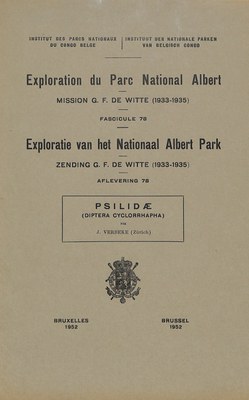 INSTITUT DES PARCS NATIONAUX
DU CONGO BELGE
INSTITUUT DER NATIONALE PARKEN
VAN BELGISCH CONGO
Exploration du Parc National Albert
MISSION G. F. DE WITTE (1933-1935)
FASCICULE 78
Exploratie van het Nationaal Albert Park
ZENDING G. F. DE WITTE (1933-1935)
AFLEVERING 78
PSILIDÆ
(DIPTERA CYCLORRHAPHA)
PAR
J. VERBEKE (Zürich)
BRUXELLES
1952
BRUSSEL
1952